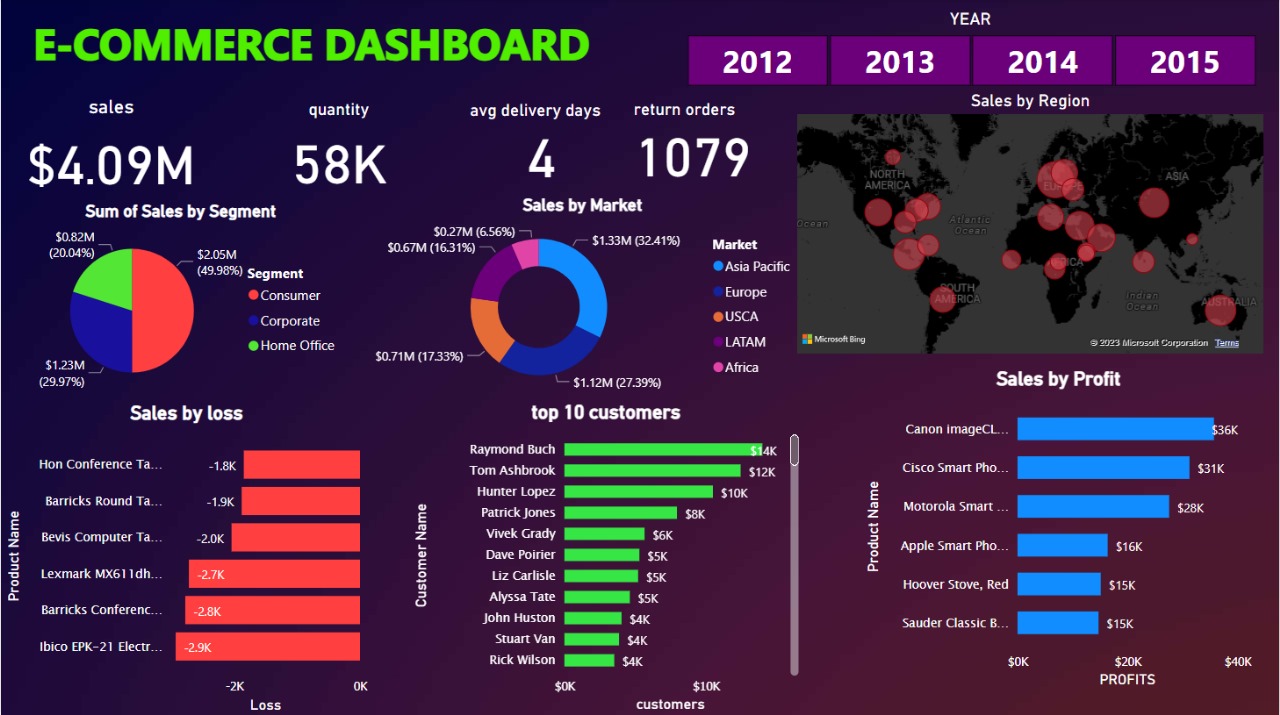 E-COMMERCE DASHBOARD
YEAR
2012
2013
2014
2015
sales
$4.09M
quantity
58K
avg delivery days
4
return orders
1079
Sales by Region
NORTH
AMERICA
EUROPE
ASIA
Ocean
Atlantic
Ocean
AFRICA
SOUTH
AMERICA
Indian
Ocean
AUSTRALIA
Microsoft Bing
© 2023 Microsoft Corporation
Terms
Sum of Sales by Segment
$0.82M
(20.04%)
$2.05M
(49.98%)
$1.23M
(29.97%)
Segment
Consumer
Corporate
Home Office
Sales by Market
$0.27M (6.56%)
$0.67M (16.31%)
$1.33M (32.41%)
$0.71M (17.33%)
$1.12M (27.39%)
Market
Asia Pacific
Europe
USCA
LATAM
Africa
Sales by loss
Product Name
Hon Conference Ta... -1.8K
Barricks Round Ta... -1.9K
Bevis Computer Ta... -2.0K
Lexmark MX611dh... -2.7K
Barricks Conferenc... -2.8K
Ibico EPK-21 Electr... -2.9K
-2K 0K
Loss
top 10 customers
Customer Name
Raymond Buch $14K
Tom Ashbrook $12K
Hunter Lopez $10K
Patrick Jones $8K
Vivek Grady $6K
Dave Poirier $5K
Liz Carlisle $5K
Alyssa Tate $5K
John Huston $4K
Stuart Van $4K
Rick Wilson $4K
$0K $10K
customers
Sales by Profit
Product Name
Canon imageCL... $36K
Cisco Smart Pho... $31K
Motorola Smart ... $28K
Apple Smart Pho... $16K
Hoover Stove, Red $15K
Sauder Classic B... $15K
$0K $20K $40K
PROFITS